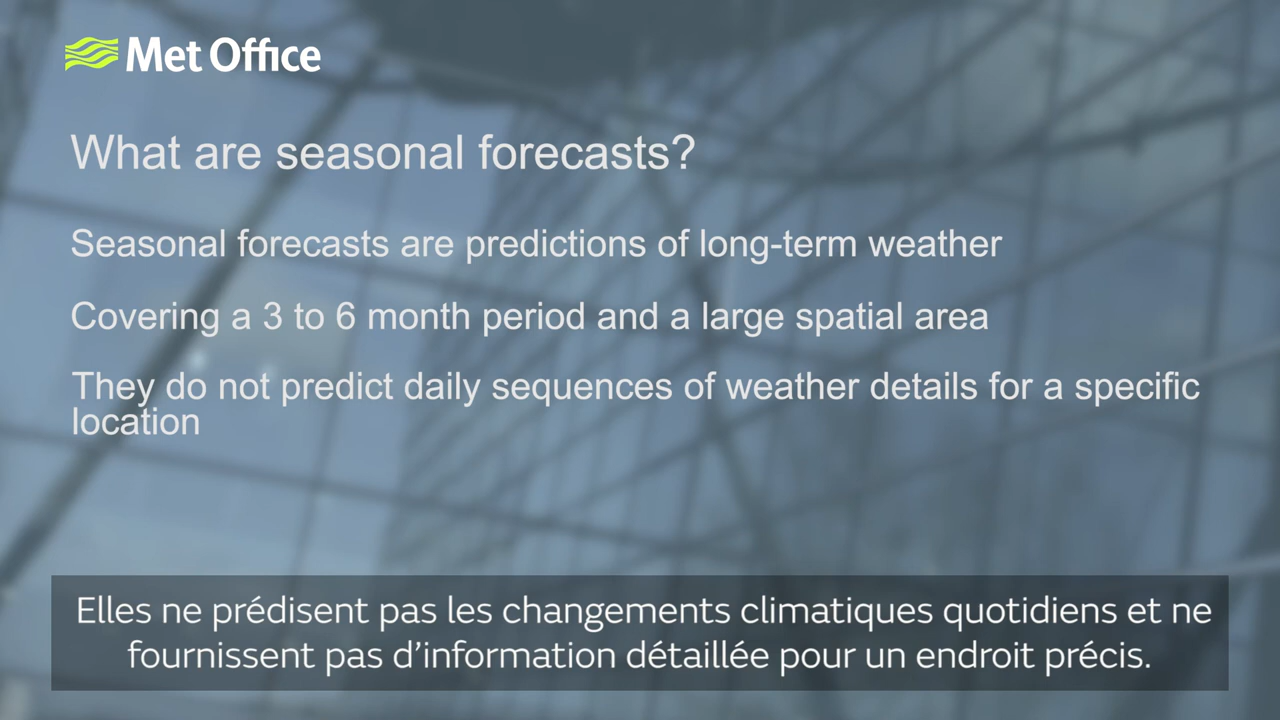 Met Office
What are seasonal forecasts?
Seasonal forecasts are predictions of long-term weather
Covering a 3 to 6 month period and a large spatial area
They do not predict daily sequences of weather details for a specific
location
Elles ne prédisent pas les changements climatiques quotidiens et ne
fournissent pas d’information détaillée pour un endroit précis.